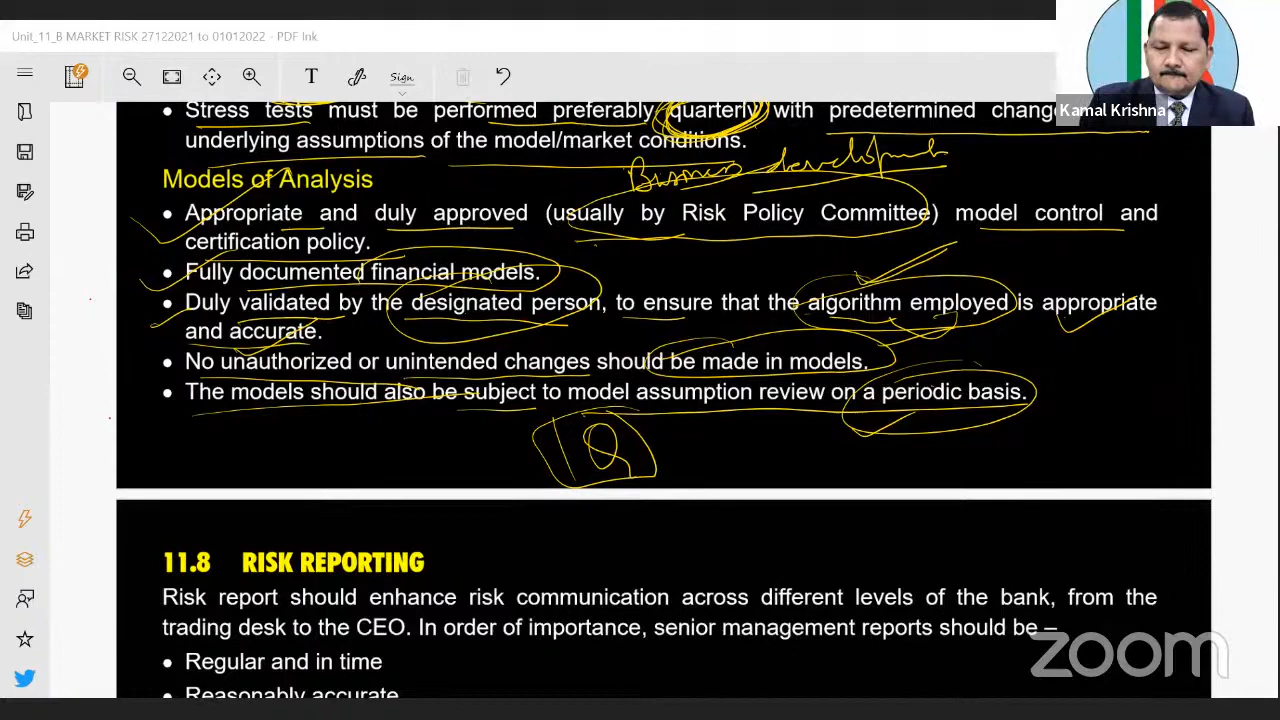 Unit_11_B MARKET RISK 27122021 to 01012022 - PDF Ink
Sign
Kamal Krishna
• Stress tests must be performed preferably quarterly with predetermined
underlying assumptions of the model/market conditions.
Business development
Models of Analysis
• Appropriate and duly approved (usually by Risk Policy Committee) model control and
certification policy.
• Fully documented financial models.
• Duly validated by the designated person, to ensure that the algorithm employed is appropriate
and accurate.
• No unauthorized or unintended changes should be made in models.
• The models should also be subject to model assumption review on a periodic basis.
11.8 RISK REPORTING
Risk report should enhance risk communication across different levels of the bank, from the
trading desk to the CEO. In order of importance, senior management reports should be –
• Regular and in time
• Reasonably accurate
zoom